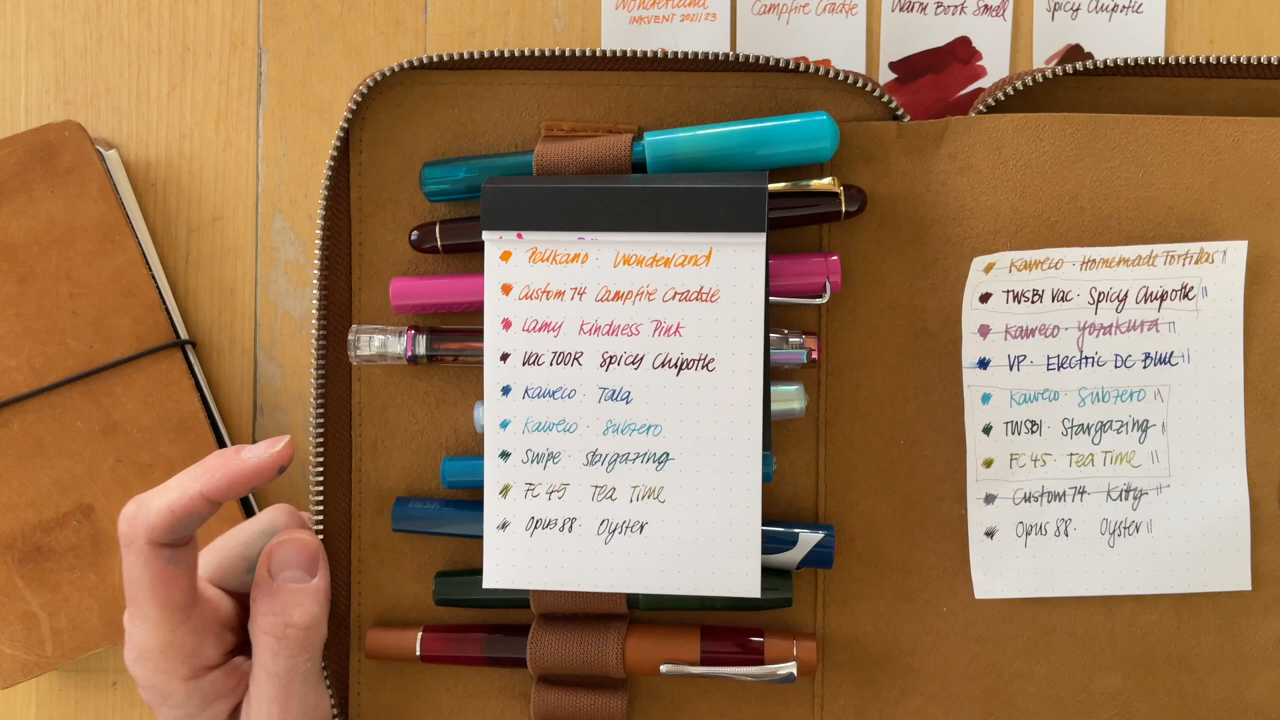 Wonderland
INKVENT 2021/23
Campfire Crackle
Warm Book Smell
Spicy Chipotle
Pelikano · Wonderland
Custom 74 Campfire Crackle
Lamy Kindness Pink
Vac 700R Spicy Chipotle
Kaweco · Tala
Kaweco · Subzero
Swipe · Stargazing
FC 45 · Tea Time
Opus 88 · Oyster
TWSBI
Kaweco · Homemade Tortillas
TWSBI Vac · Spicy Chipotle
Kaweco · Yozakura
VP · Electric DC Blue
Kaweco · Subzero
TWSBI · Stargazing
FC 45 · Tea Time
Custom 74 · Kitty
Opus 88 · Oyster